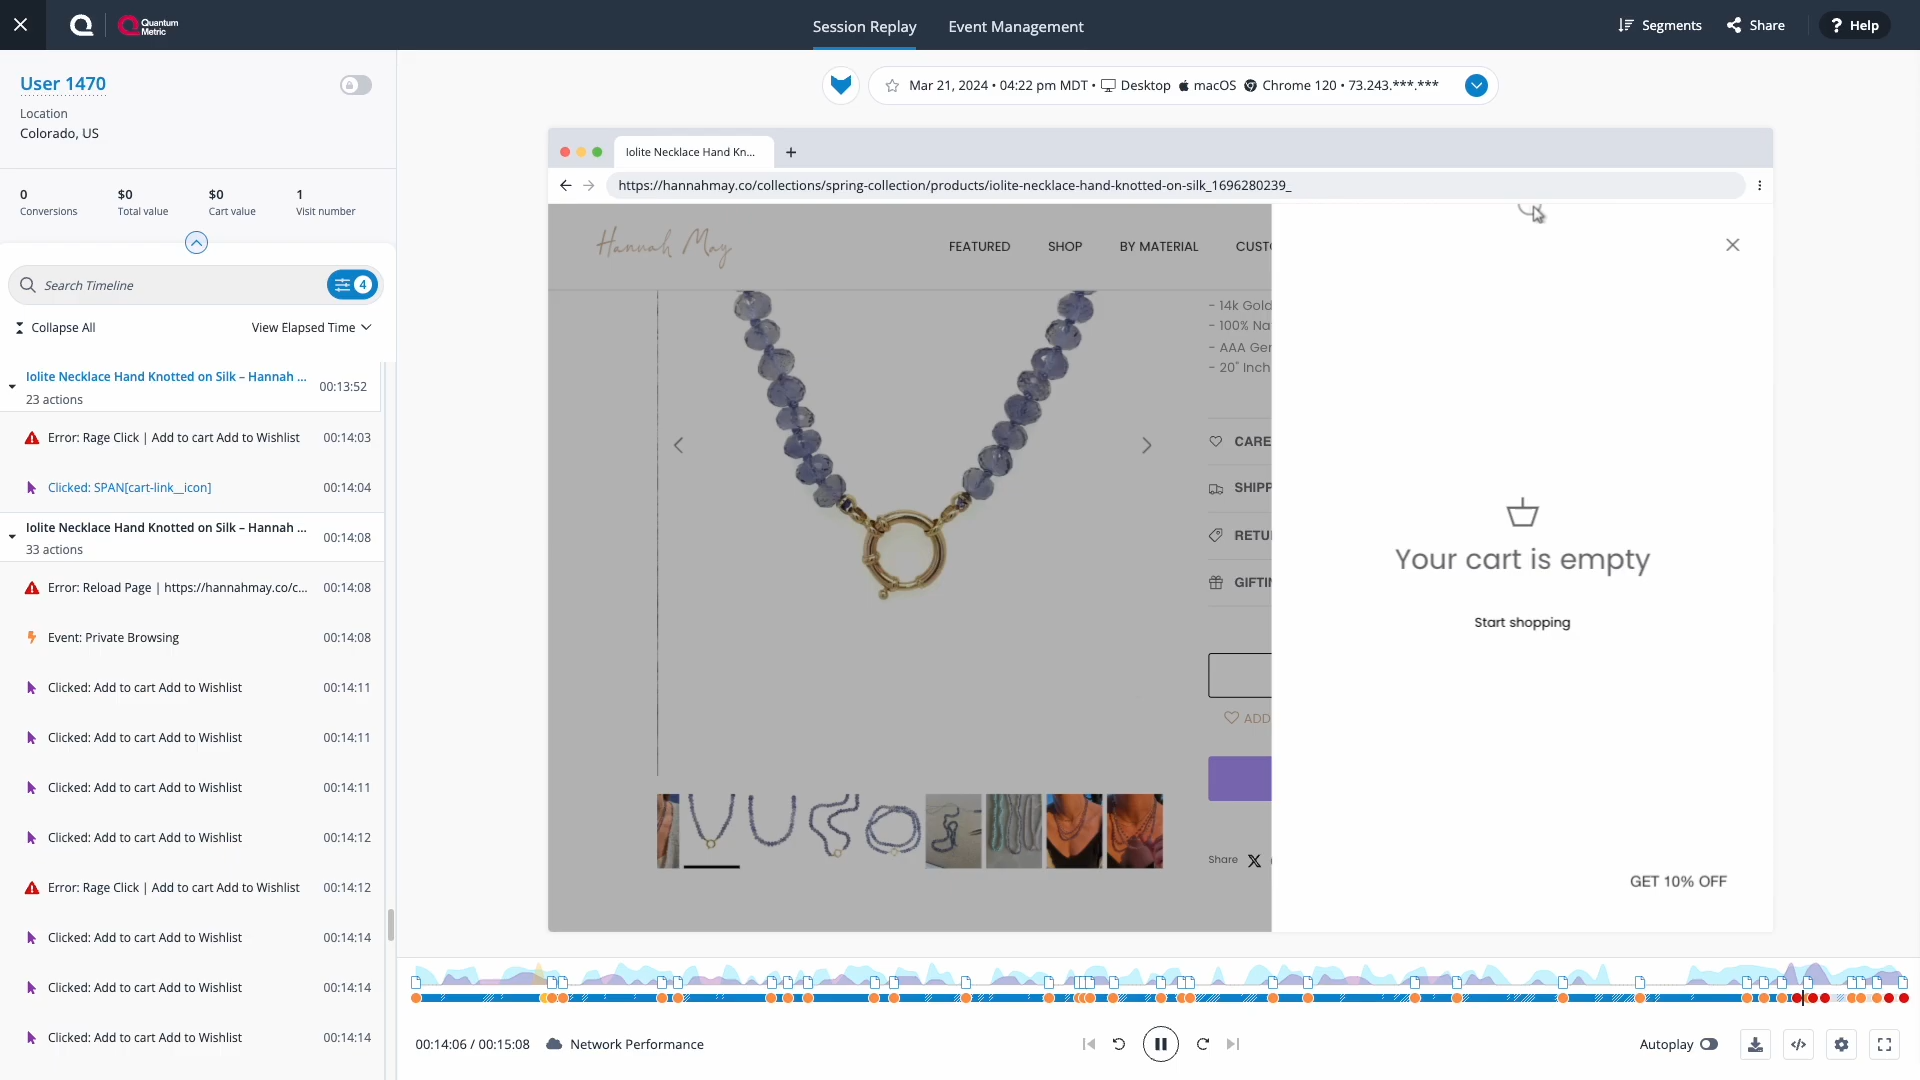 Quantum Metric
Session Replay
Event Management
Segments
Share
? Help
User 1470
Location
Colorado, US
0
Conversions
$0
Total value
$0
Cart value
1
Visit number
Mar 21, 2024 • 04:22 pm MDT • Desktop macOS Chrome 120 • 73.243.***.***
Search Timeline
4
Collapse All
View Elapsed Time
Iolite Necklace Hand Knotted on Silk – Hannah ...
00:13:52
23 actions
Error: Rage Click | Add to cart Add to Wishlist 00:14:03
Clicked: SPAN[cart-link__icon] 00:14:04
Iolite Necklace Hand Knotted on Silk – Hannah ...
00:14:08
33 actions
Error: Reload Page | https://hannahmay.co/c... 00:14:08
Event: Private Browsing 00:14:08
Clicked: Add to cart Add to Wishlist 00:14:11
Clicked: Add to cart Add to Wishlist 00:14:11
Clicked: Add to cart Add to Wishlist 00:14:11
Clicked: Add to cart Add to Wishlist 00:14:12
Error: Rage Click | Add to cart Add to Wishlist 00:14:12
Clicked: Add to cart Add to Wishlist 00:14:14
Clicked: Add to cart Add to Wishlist 00:14:14
Clicked: Add to cart Add to Wishlist 00:14:14
Iolite Necklace Hand Kn...
https://hannahmay.co/collections/spring-collection/products/iolite-necklace-hand-knotted-on-silk_1696280239_
Hannah May
FEATURED
SHOP
BY MATERIAL
CUSTO
- 14k Gold
- 100% Na
- AAA Ger
- 20" Inch
CARE
SHIPP
RETU
GIFTIN
ADD
Share
Your cart is empty
Start shopping
GET 10% OFF
00:14:06 / 00:15:08
Network Performance
Autoplay